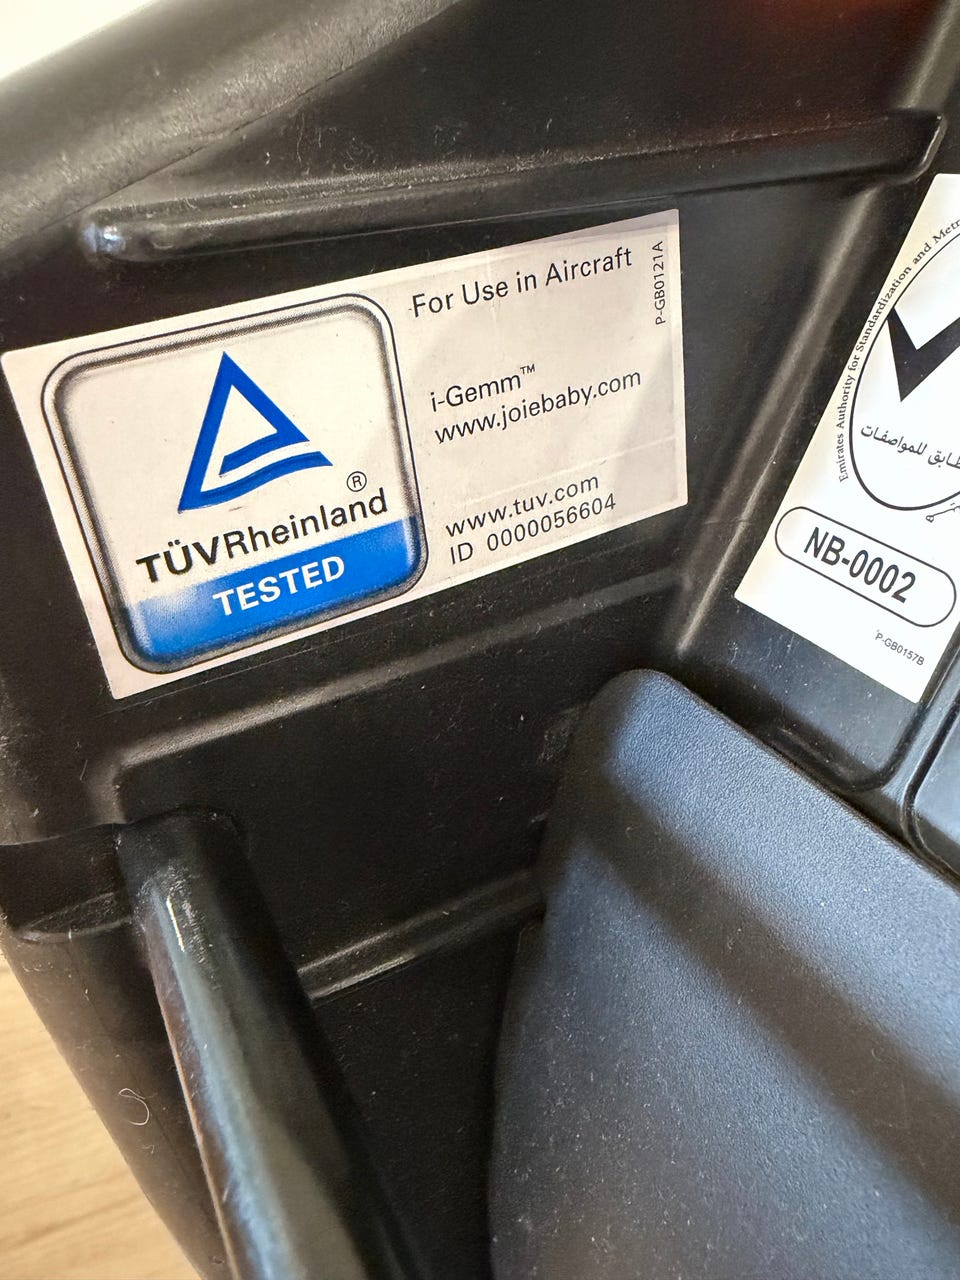 For Use in Aircraft
P-GB0121A
i-Gemm™
www.joiebaby.com
www.tuv.com
ID 0000056604
®
TÜVRheinland
TESTED
Emirates Authority for Standardization and
للمواصفات
NB-0002
P-GB0157B